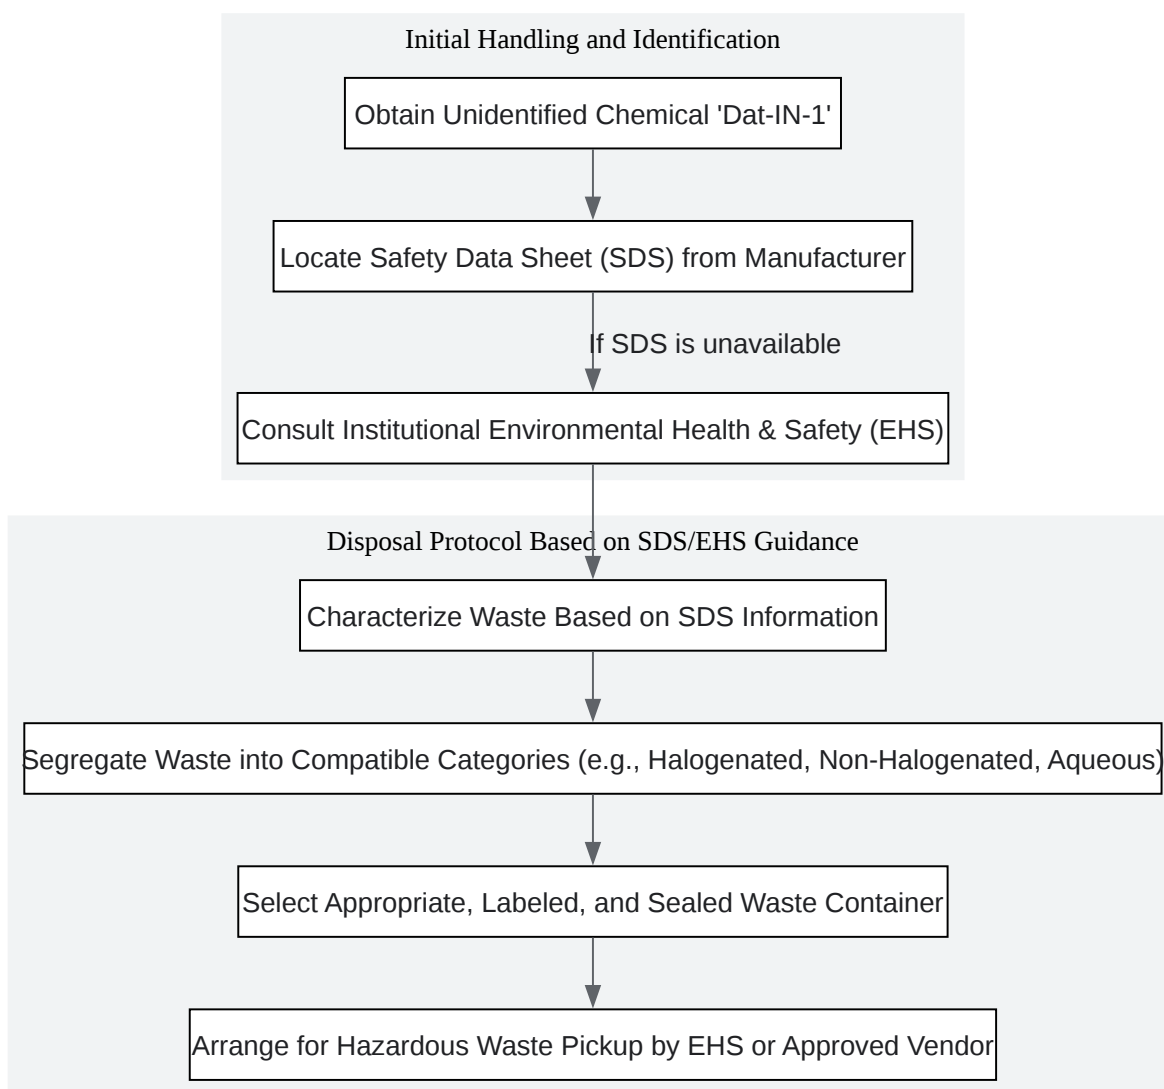 Initial Handling and Identification
Obtain Unidentified Chemical 'Dat-IN-1'
Locate Safety Data Sheet (SDS) from Manufacturer
If SDS is unavailable
Consult Institutional Environmental Health & Safety (EHS)
Disposal Protocol Based on SDS/EHS Guidance
Characterize Waste Based on SDS Information
Segregate Waste into Compatible Categories (e.g., Halogenated, Non-Halogenated, Aqueous)
Select Appropriate, Labeled, and Sealed Waste Container
Arrange for Hazardous Waste Pickup by EHS or Approved Vendor